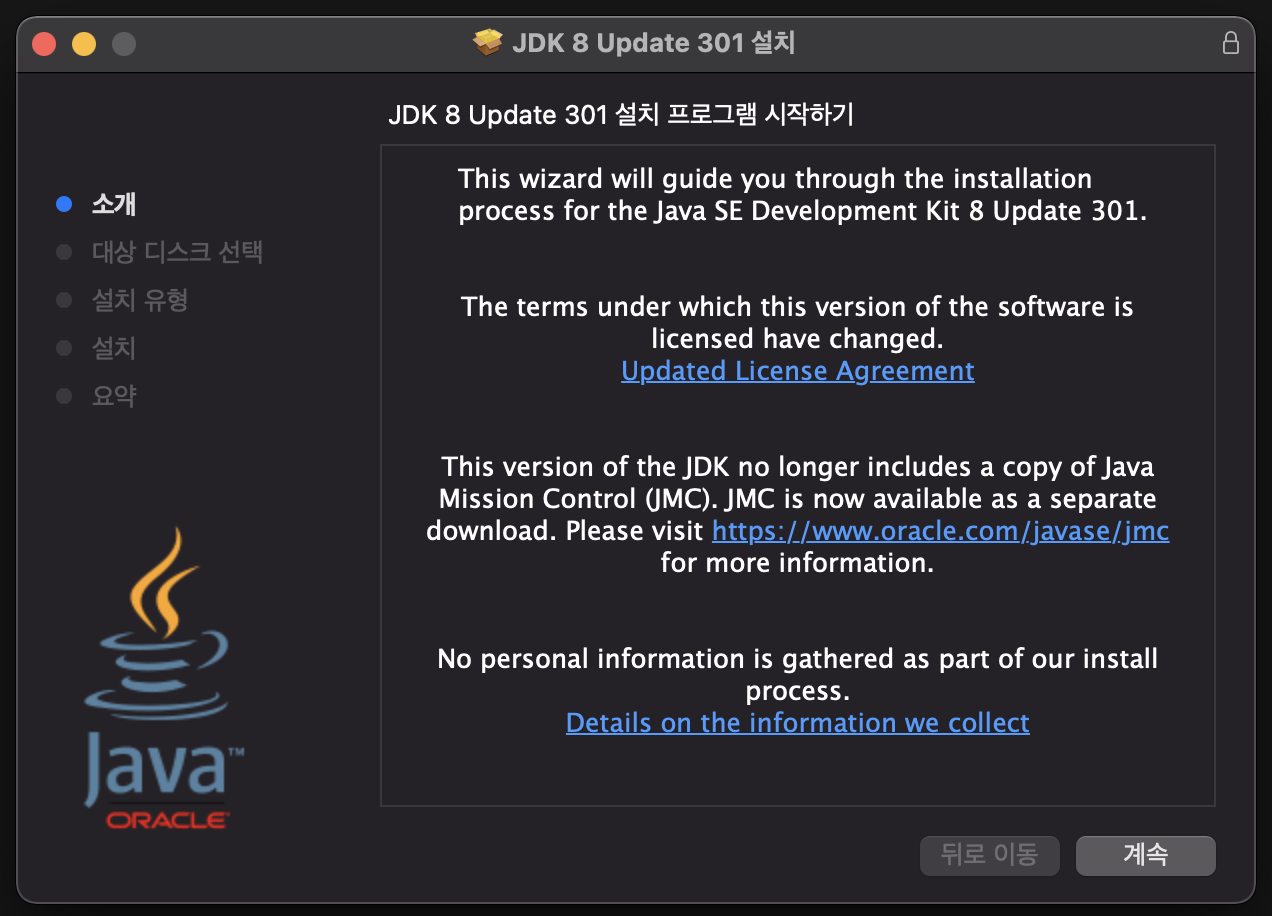 JDK 8 Update 301 설치
JDK 8 Update 301 설치 프로그램 시작하기
소개
대상 디스크 선택
설치 유형
설치
요약
This wizard will guide you through the installation
process for the Java SE Development Kit 8 Update 301.
The terms under which this version of the software is
licensed have changed.
Updated License Agreement
This version of the JDK no longer includes a copy of Java
Mission Control (JMC). JMC is now available as a separate
download. Please visit https://www.oracle.com/javase/jmc
for more information.
No personal information is gathered as part of our install
process.
Details on the information we collect
Java™
ORACLE
뒤로 이동
계속